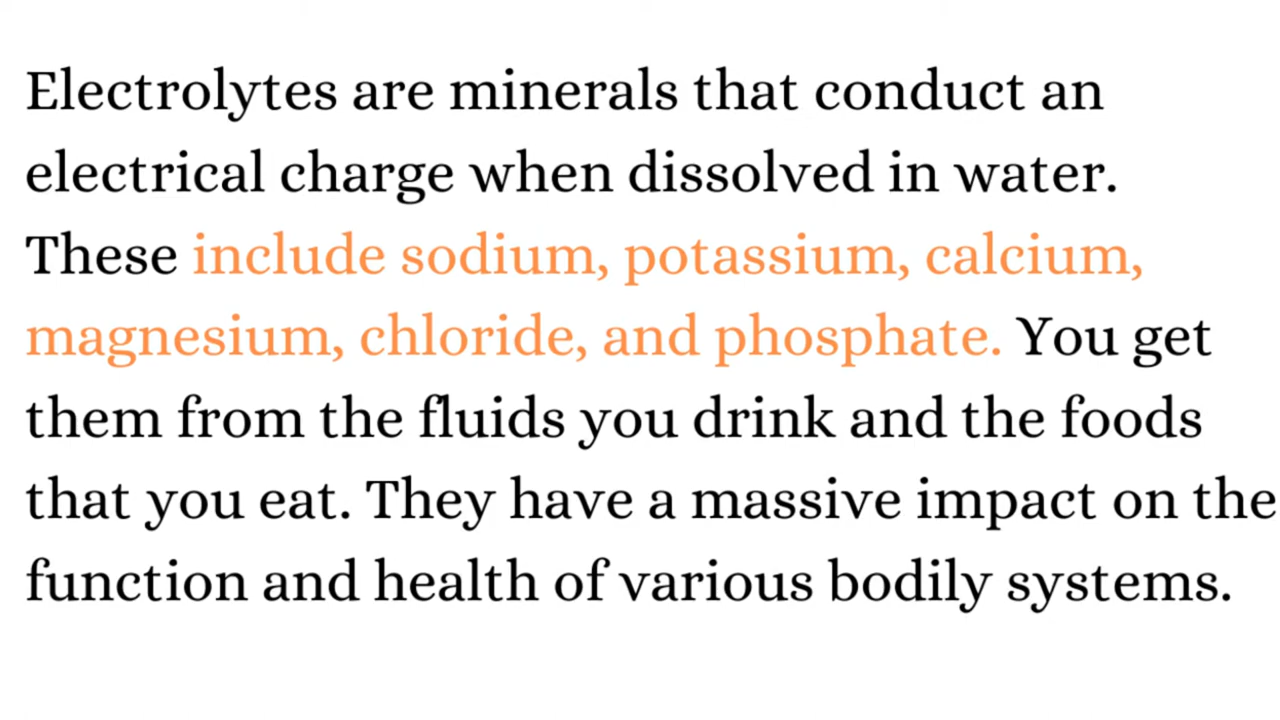 Electrolytes are minerals that conduct an
electrical charge when dissolved in water.
These include sodium, potassium, calcium,
magnesium, chloride, and phosphate. You get
them from the fluids you drink and the foods
that you eat. They have a massive impact on the
function and health of various bodily systems.